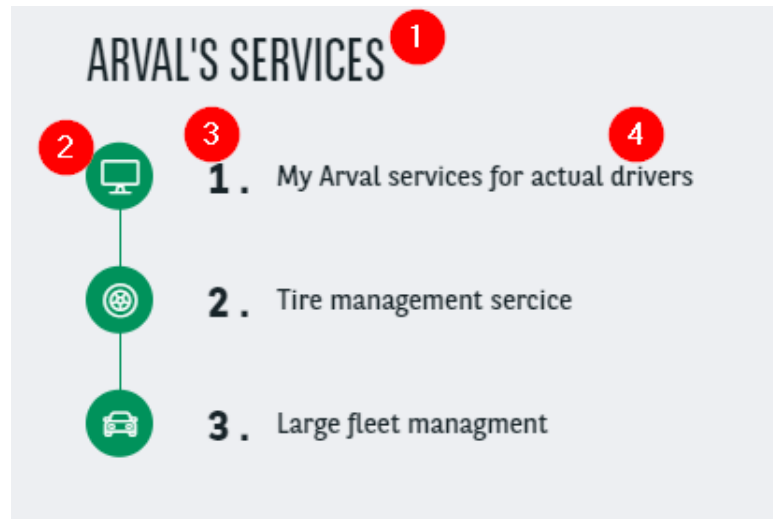 ARVAL'S SERVICES 1
2 3 4
1. My Arval services for actual drivers
2. Tire management sercice
3. Large fleet managment